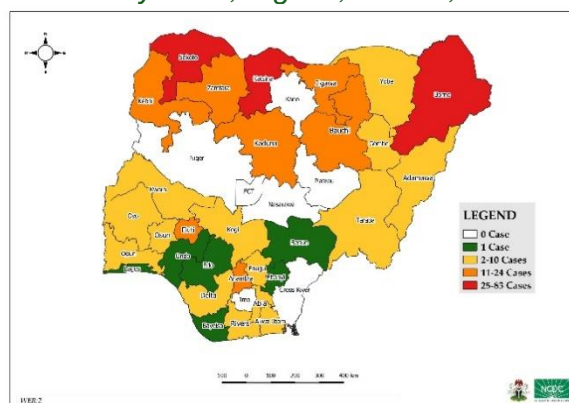 Sokoto
Katsina
Jigawa
Yobe
Borno
Zamfara
Kano
Kebbi
Bauchi
Kaduna
Gombe
Niger
Adamawa
Plateau
FCT
Kwara
Nasarawa
Oyo
Taraba
Kogi
Benue
Osun
Ekiti
Ondo
Edo
Ogun
Enugu
Lagos
Anambra
Ebonyi
Cross River
Delta
Imo
Abia
Bayelsa
Rivers
Akwa Ibom
LEGEND
0 Case
1 Case
2-10 Cases
11-24 Cases
25-83 Cases
100 0 100 200 300 400 km
VER:2
NCDC